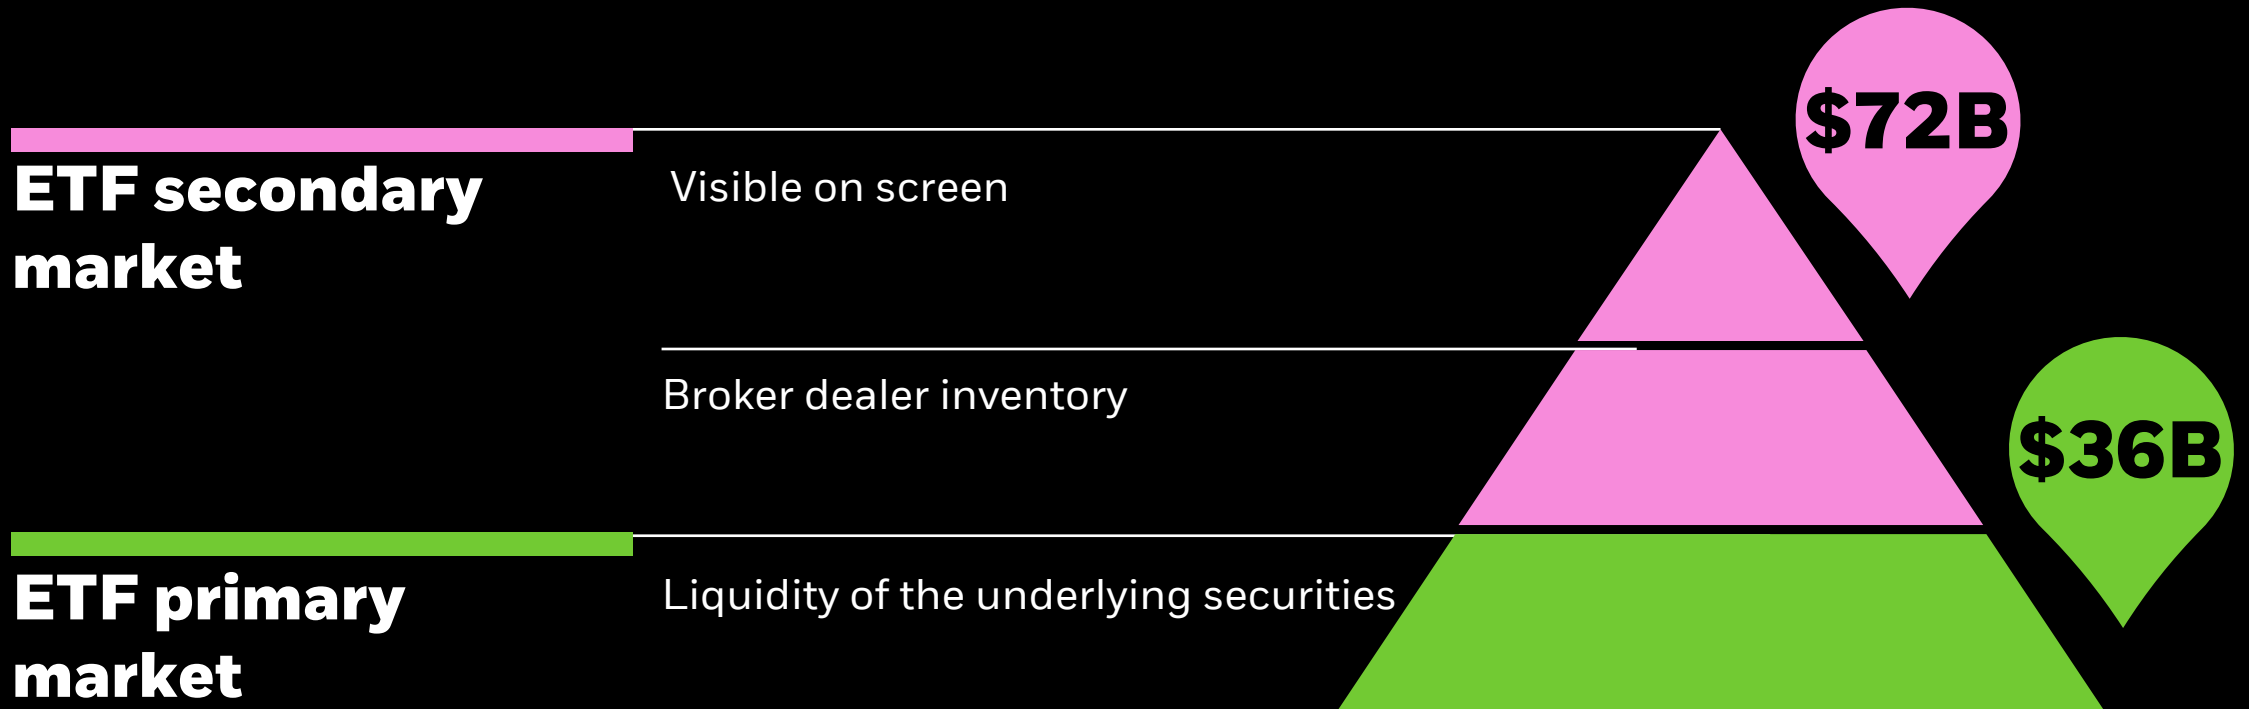 $72B
ETF secondary
market
Visible on screen
Broker dealer inventory
$36B
ETF primary
market
Liquidity of the underlying securities